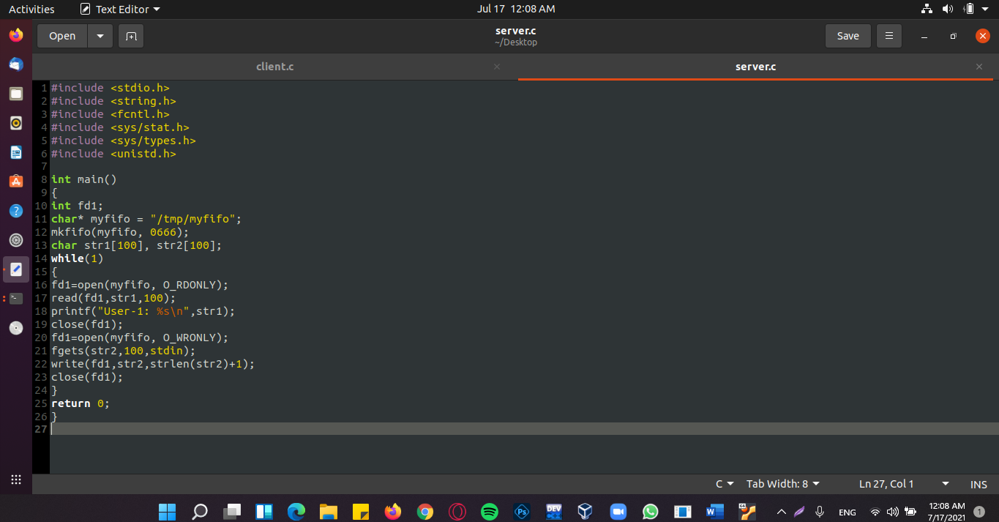 Activities Text Editor Jul 17 12:08 AM
Open server.c Save
~/Desktop
client.c server.c
1 #include <stdio.h>
2 #include <string.h>
3 #include <fcntl.h>
4 #include <sys/stat.h>
5 #include <sys/types.h>
6 #include <unistd.h>
7
8 int main()
9 {
10 int fd1;
11 char* myfifo = "/tmp/myfifo";
12 mkfifo(myfifo, 0666);
13 char str1[100], str2[100];
14 while(1)
15 {
16 fd1=open(myfifo, O_RDONLY);
17 read(fd1,str1,100);
18 printf("User-1: %s\n",str1);
19 close(fd1);
20 fd1=open(myfifo, O_WRONLY);
21 fgets(str2,100,stdin);
22 write(fd1,str2,strlen(str2)+1);
23 close(fd1);
24 }
25 return 0;
26 }
27
C Tab Width: 8 Ln 27, Col 1 INS
Ps DEV C++ W 64 ENG 12:08 AM 1
7/17/2021